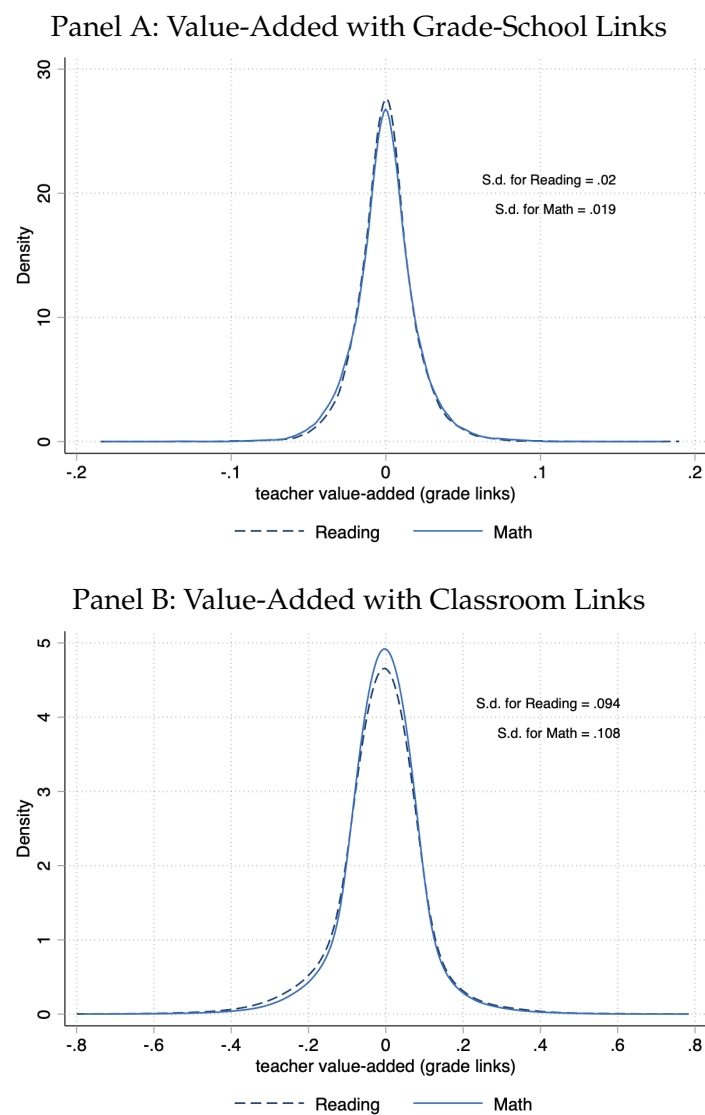 Panel A: Value-Added with Grade-School Links
30
20
10
0
Density
S.d. for Reading = .02
S.d. for Math = .019
-.2 -.1 0 .1 .2
teacher value-added (grade links)
Reading Math
Panel B: Value-Added with Classroom Links
5
4
3
2
1
0
Density
S.d. for Reading = .094
S.d. for Math = .108
-.8 -.6 -.4 -.2 0 .2 .4 .6 .8
teacher value-added (grade links)
Reading Math